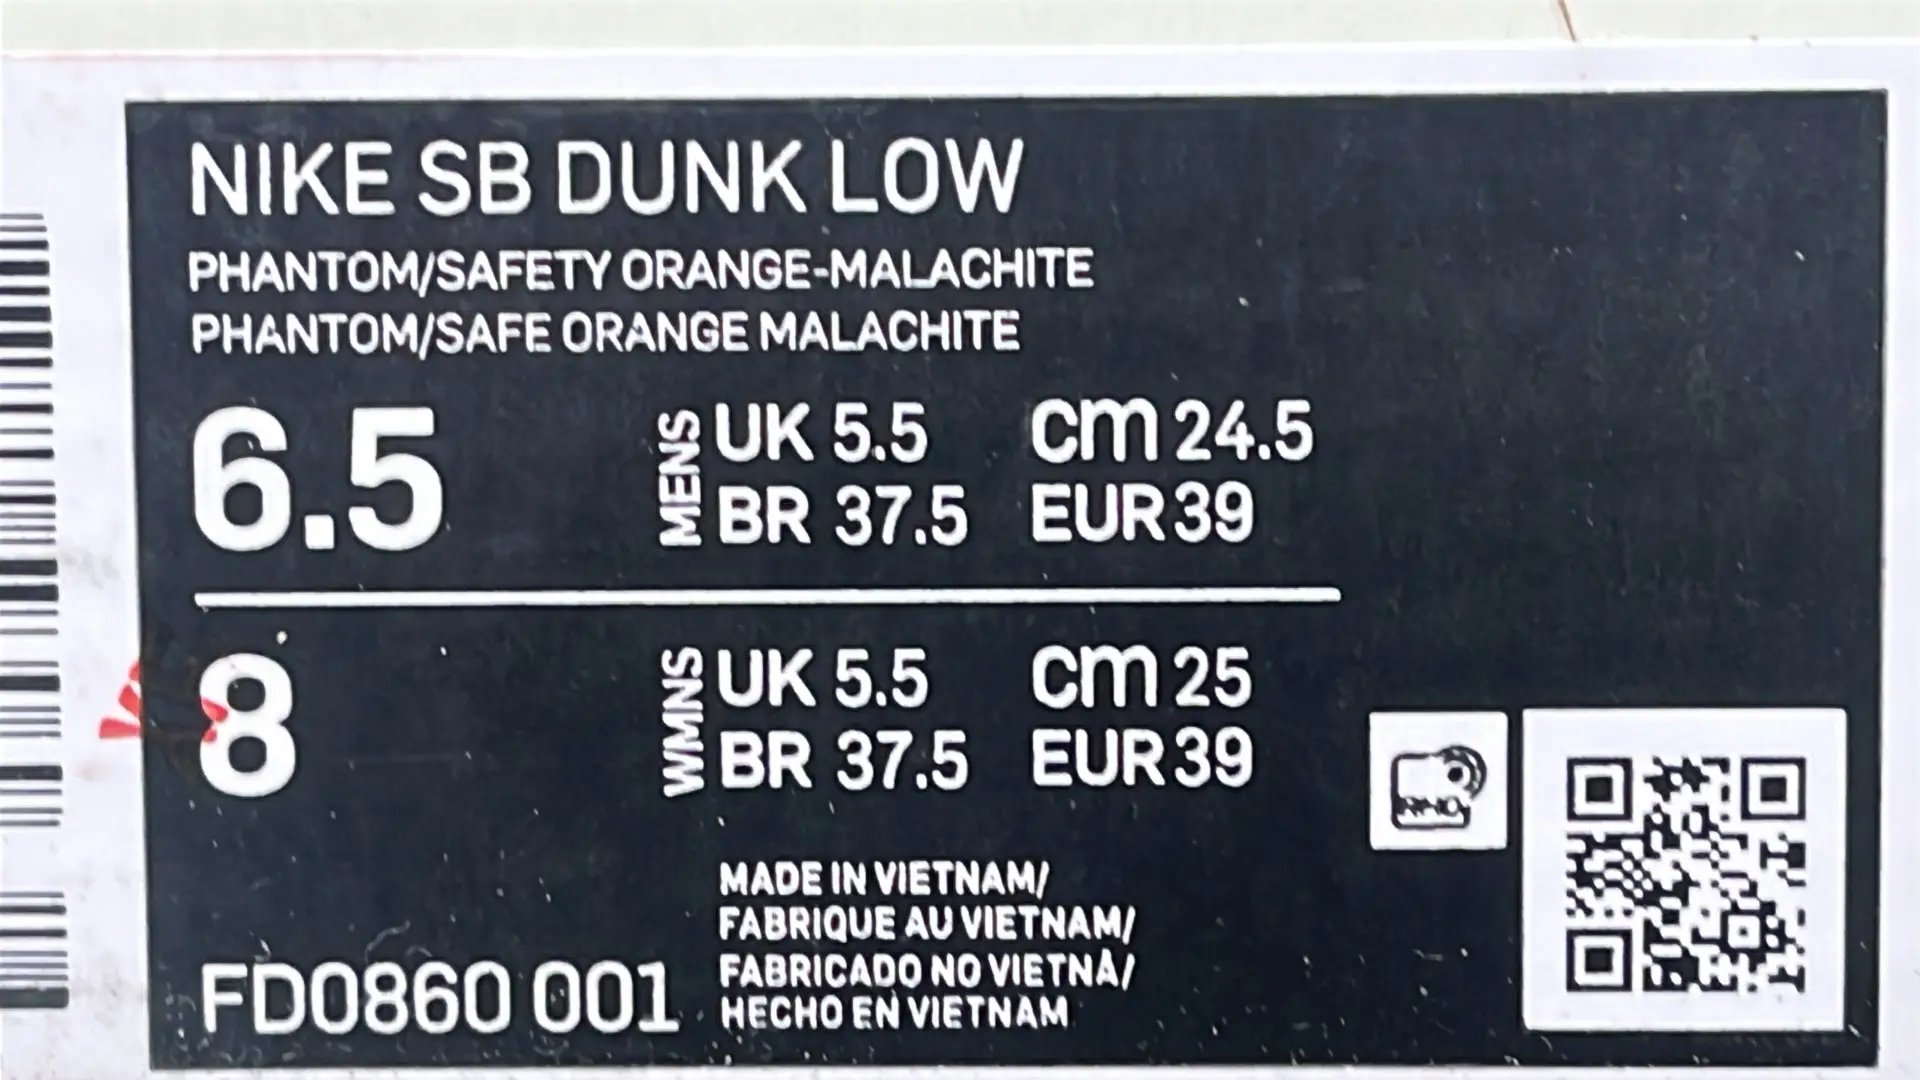 NIKE SB DUNK LOW
PHANTOM/SAFETY ORANGE-MALACHITE
PHANTOM/SAFE ORANGE MALACHITE
6.5 MENS UK 5.5 CM 24.5
BR 37.5 EUR 39
8 WMNS UK 5.5 CM 25
BR 37.5 EUR 39
MADE IN VIETNAM/
FABRIQUE AU VIETNAM/
FABRICADO NO VIETNÃ/
HECHO EN VIETNAM
FD0860 001